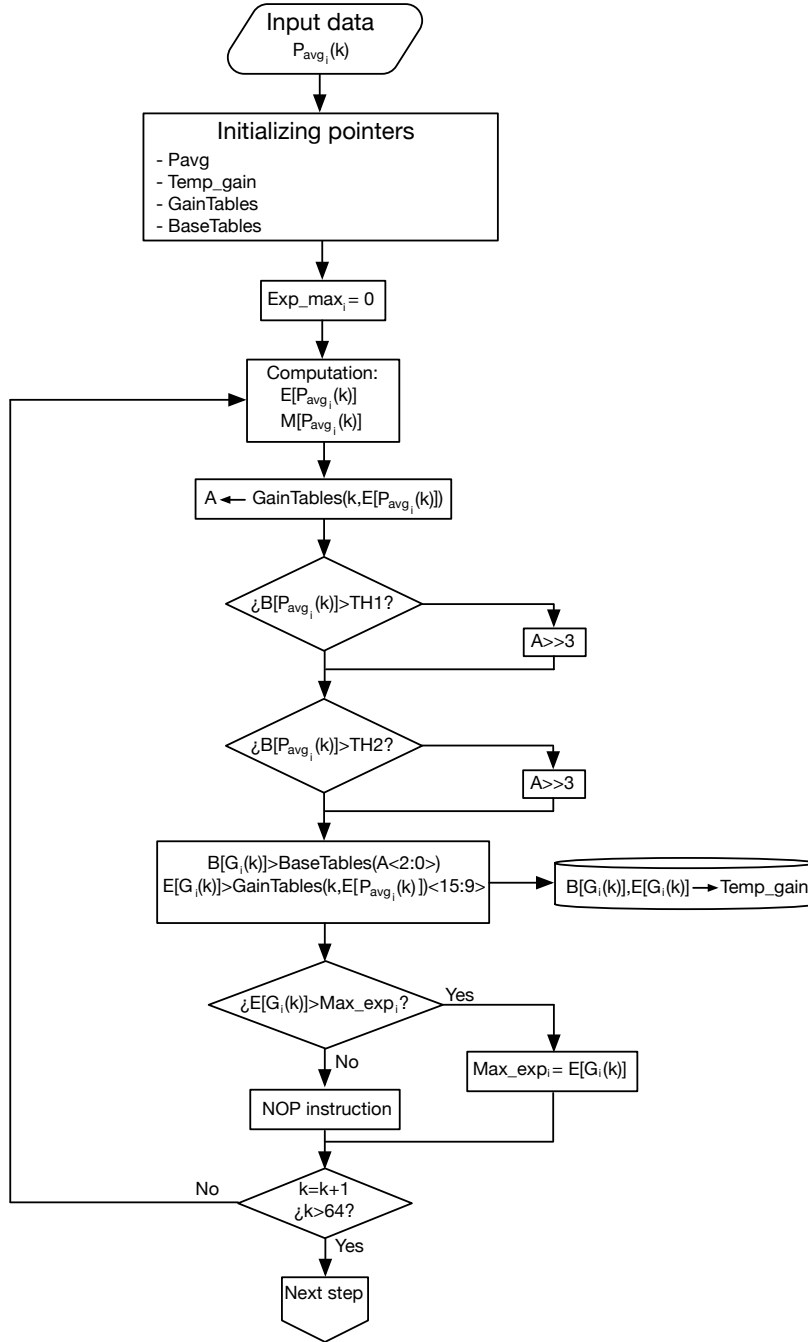 Input data
Pavgi(k)
Initializing pointers
- Pavg
- Temp_gain
- GainTables
- BaseTables
Exp_maxi = 0
Computation:
E[Pavgi(k)]
M[Pavgi(k)]
A ← GainTables(k,E[Pavgi(k)])
¿B[Pavgi(k)]>TH1?
A>>3
¿B[Pavgi(k)]>TH2?
A>>3
B[Gi(k)]>BaseTables(A<2:0>)
E[Gi(k)]>GainTables(k,E[Pavgi(k)])<15:9>
B[Gi(k)],E[Gi(k)] → Temp_gain
¿E[Gi(k)]>Max_expi?
Yes
No
Max_expi = E[Gi(k)]
NOP instruction
No
k=k+1
¿k>64?
Yes
Next step